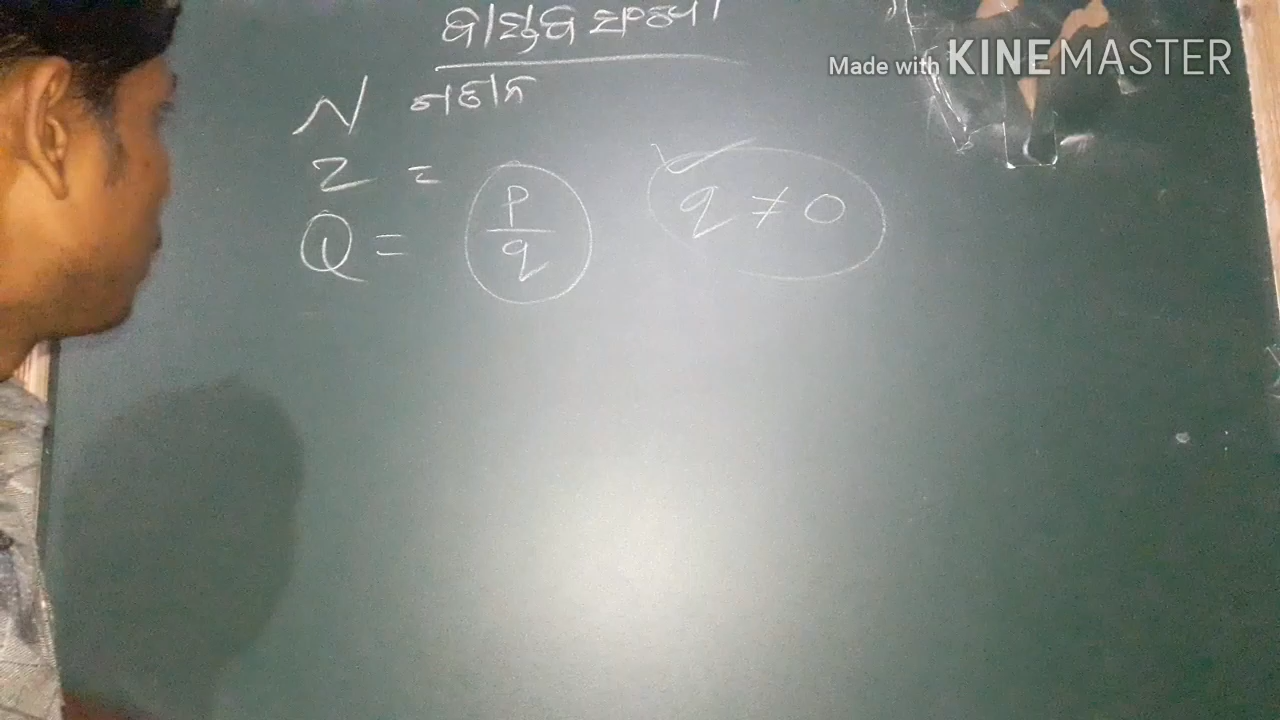 ବାସ୍ତବ ସଂଖ୍ୟା
Made with KINEMASTER
N
Z =
Q = p/q q ≠ 0